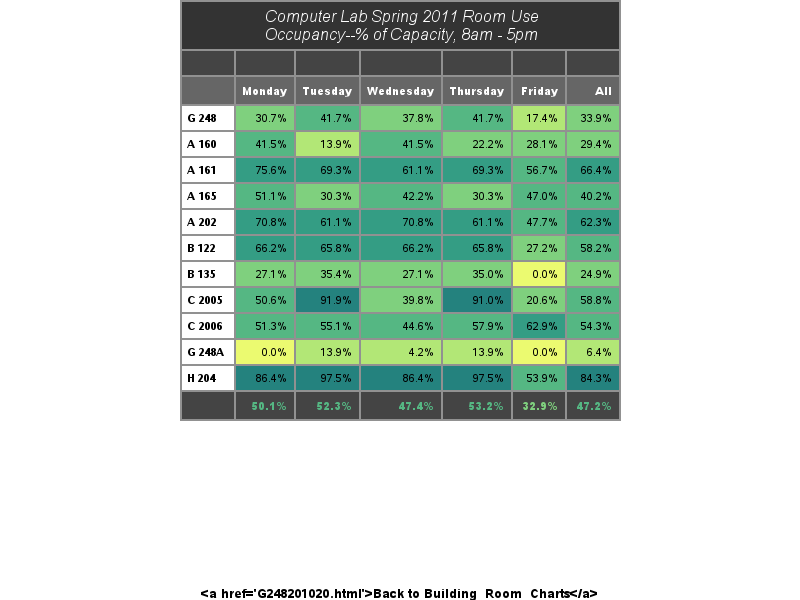 Computer Lab Spring 2011 Room Use
Occupancy--% of Capacity, 8am - 5pm
Monday Tuesday Wednesday Thursday Friday All
G 248 30.7% 41.7% 37.8% 41.7% 17.4% 33.9%
A 160 41.5% 13.9% 41.5% 22.2% 28.1% 29.4%
A 161 75.6% 69.3% 61.1% 69.3% 56.7% 66.4%
A 165 51.1% 30.3% 42.2% 30.3% 47.0% 40.2%
A 202 70.8% 61.1% 70.8% 61.1% 47.7% 62.3%
B 122 66.2% 65.8% 66.2% 65.8% 27.2% 58.2%
B 135 27.1% 35.4% 27.1% 35.0% 0.0% 24.9%
C 2005 50.6% 91.9% 39.8% 91.0% 20.6% 58.8%
C 2006 51.3% 55.1% 44.6% 57.9% 62.9% 54.3%
G 248A 0.0% 13.9% 4.2% 13.9% 0.0% 6.4%
H 204 86.4% 97.5% 86.4% 97.5% 53.9% 84.3%
50.1% 52.3% 47.4% 53.2% 32.9% 47.2%
<a href='G248201020.html'>Back to Building_Room_Charts</a>